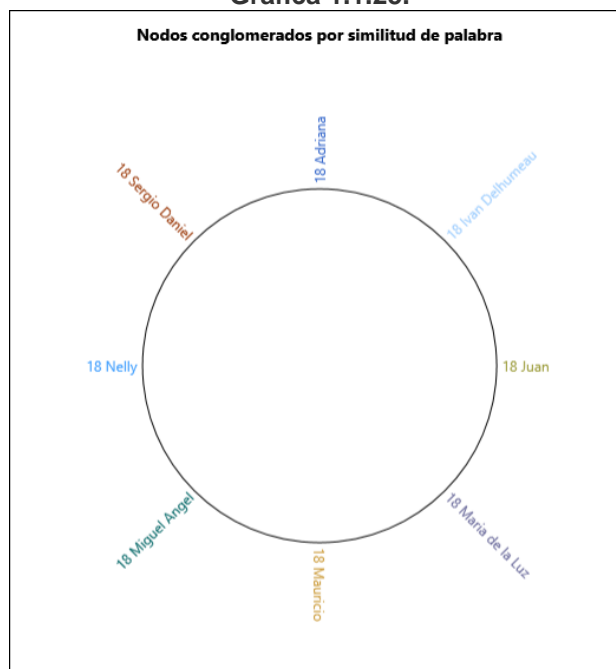 Nodos conglomerados por similitud de palabra
18 Adriana
18 Ivan Delhumeau
18 Juan
18 Maria de la Luz
18 Mauricio
18 Miguel Angel
18 Nelly
18 Sergio Daniel